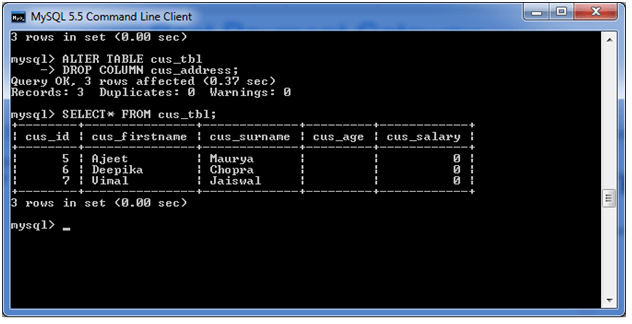 MySQL 5.5 Command Line Client
3 rows in set (0.00 sec)
mysql> ALTER TABLE cus_tbl
    -> DROP COLUMN cus_address;
Query OK, 3 rows affected (0.37 sec)
Records: 3  Duplicates: 0  Warnings: 0
mysql> SELECT* FROM cus_tbl;
+--------+---------------+-------------+---------+------------+
| cus_id | cus_firstname | cus_surname | cus_age | cus_salary |
+--------+---------------+-------------+---------+------------+
|      5 | Ajeet         | Maurya      |         |          0 |
|      6 | Deepika       | Chopra      |         |          0 |
|      7 | Vimal         | Jaiswal     |         |          0 |
+--------+---------------+-------------+---------+------------+
3 rows in set (0.00 sec)
mysql> _